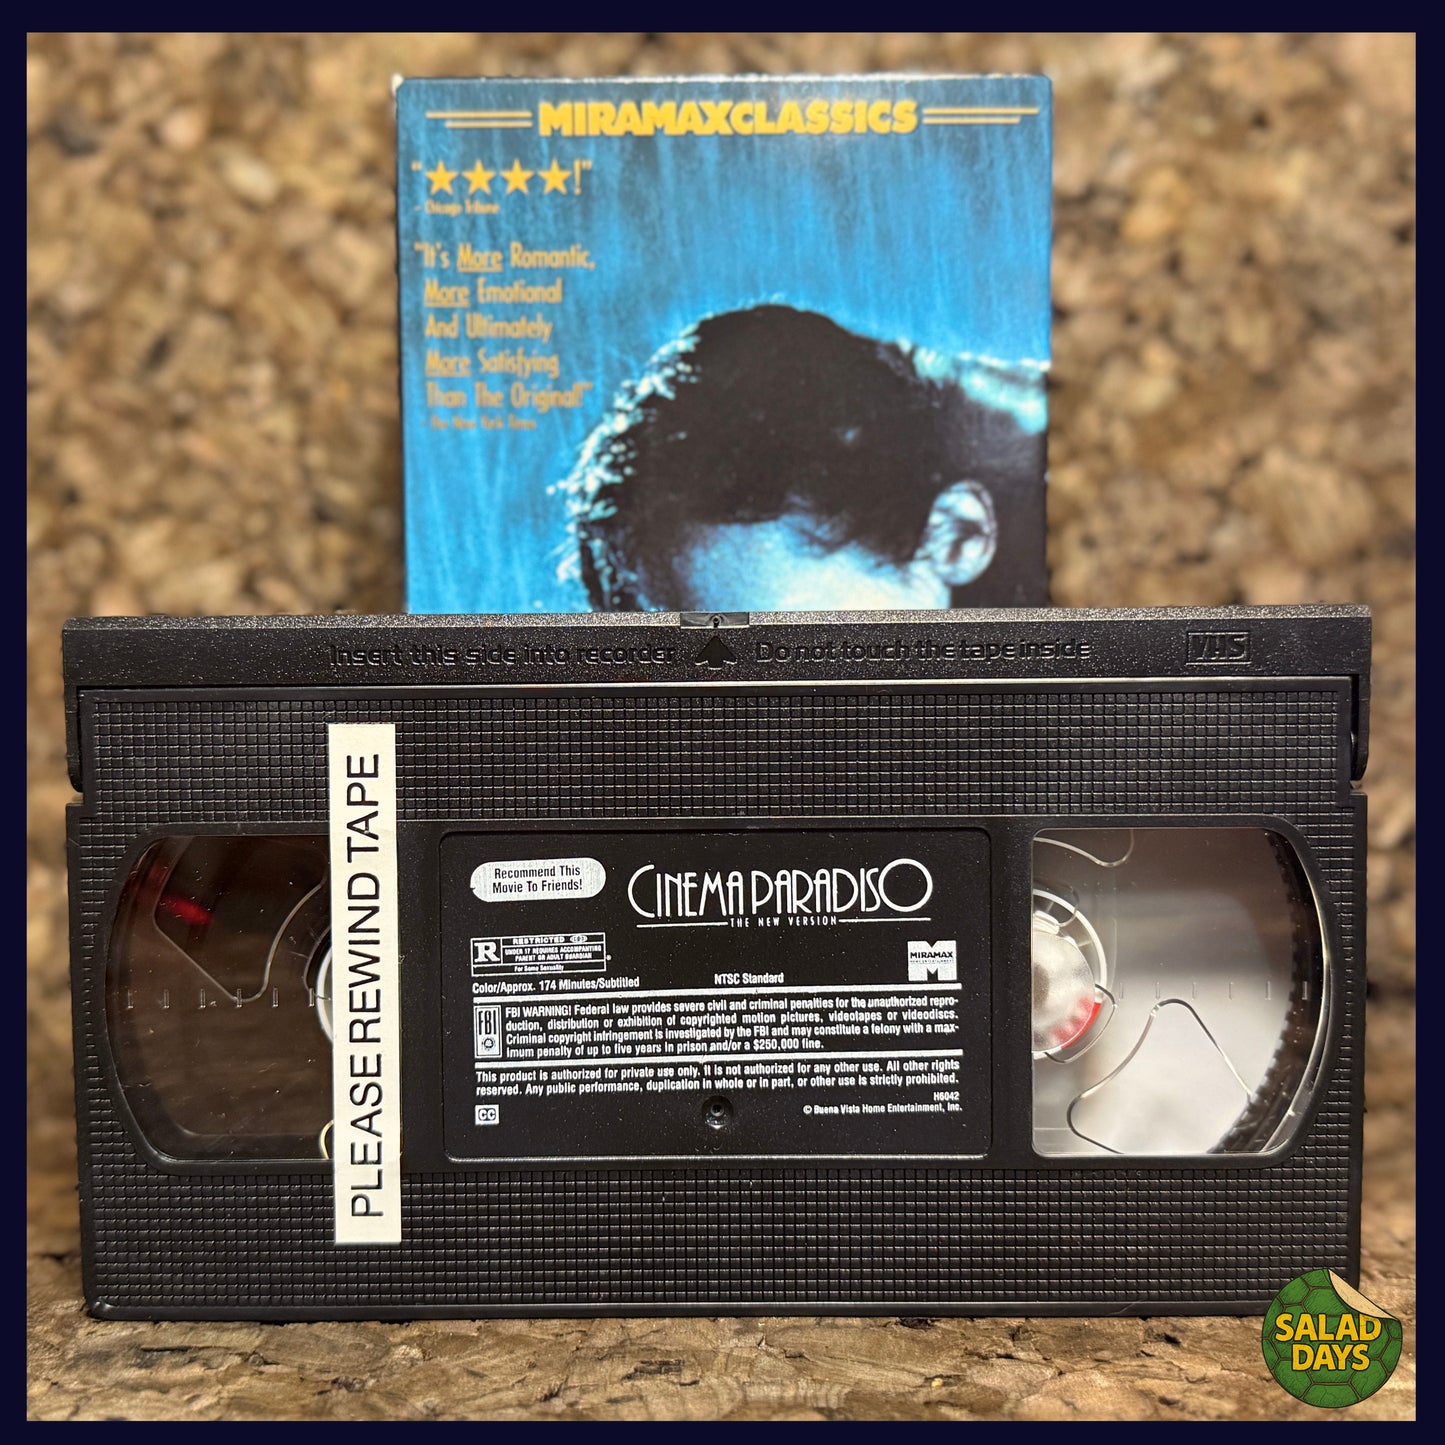 MIRAMAXCLASSICS
"★★★★!"
- Chicago Tribune
"It's More Romantic,
More Emotional
And Ultimately
More Satisfying
Than The Original!"
- The New York Times
Insert this side into recorder Do not touch the tape inside VHS
PLEASE REWIND TAPE
Recommend This
Movie To Friends!
CINEMA PARADISO
THE NEW VERSION
R RESTRICTED
UNDER 17 REQUIRES ACCOMPANYING
PARENT OR ADULT GUARDIAN
For Some Sexuality
MIRAMAX
HOME ENTERTAINMENT
Color/Approx. 174 Minutes/Subtitled NTSC Standard
FBI
FBI WARNING! Federal law provides severe civil and criminal penalties for the unauthorized repro-
duction, distribution or exhibition of copyrighted motion pictures, videotapes or videodiscs.
Criminal copyright infringement is investigated by the FBI and may constitute a felony with a max-
imum penalty of up to five years in prison and/or a $250,000 fine.
This product is authorized for private use only. It is not authorized for any other use. All other rights
reserved. Any public performance, duplication in whole or in part, or other use is strictly prohibited.
H6042
CC
© Buena Vista Home Entertainment, Inc.
SALAD
DAYS